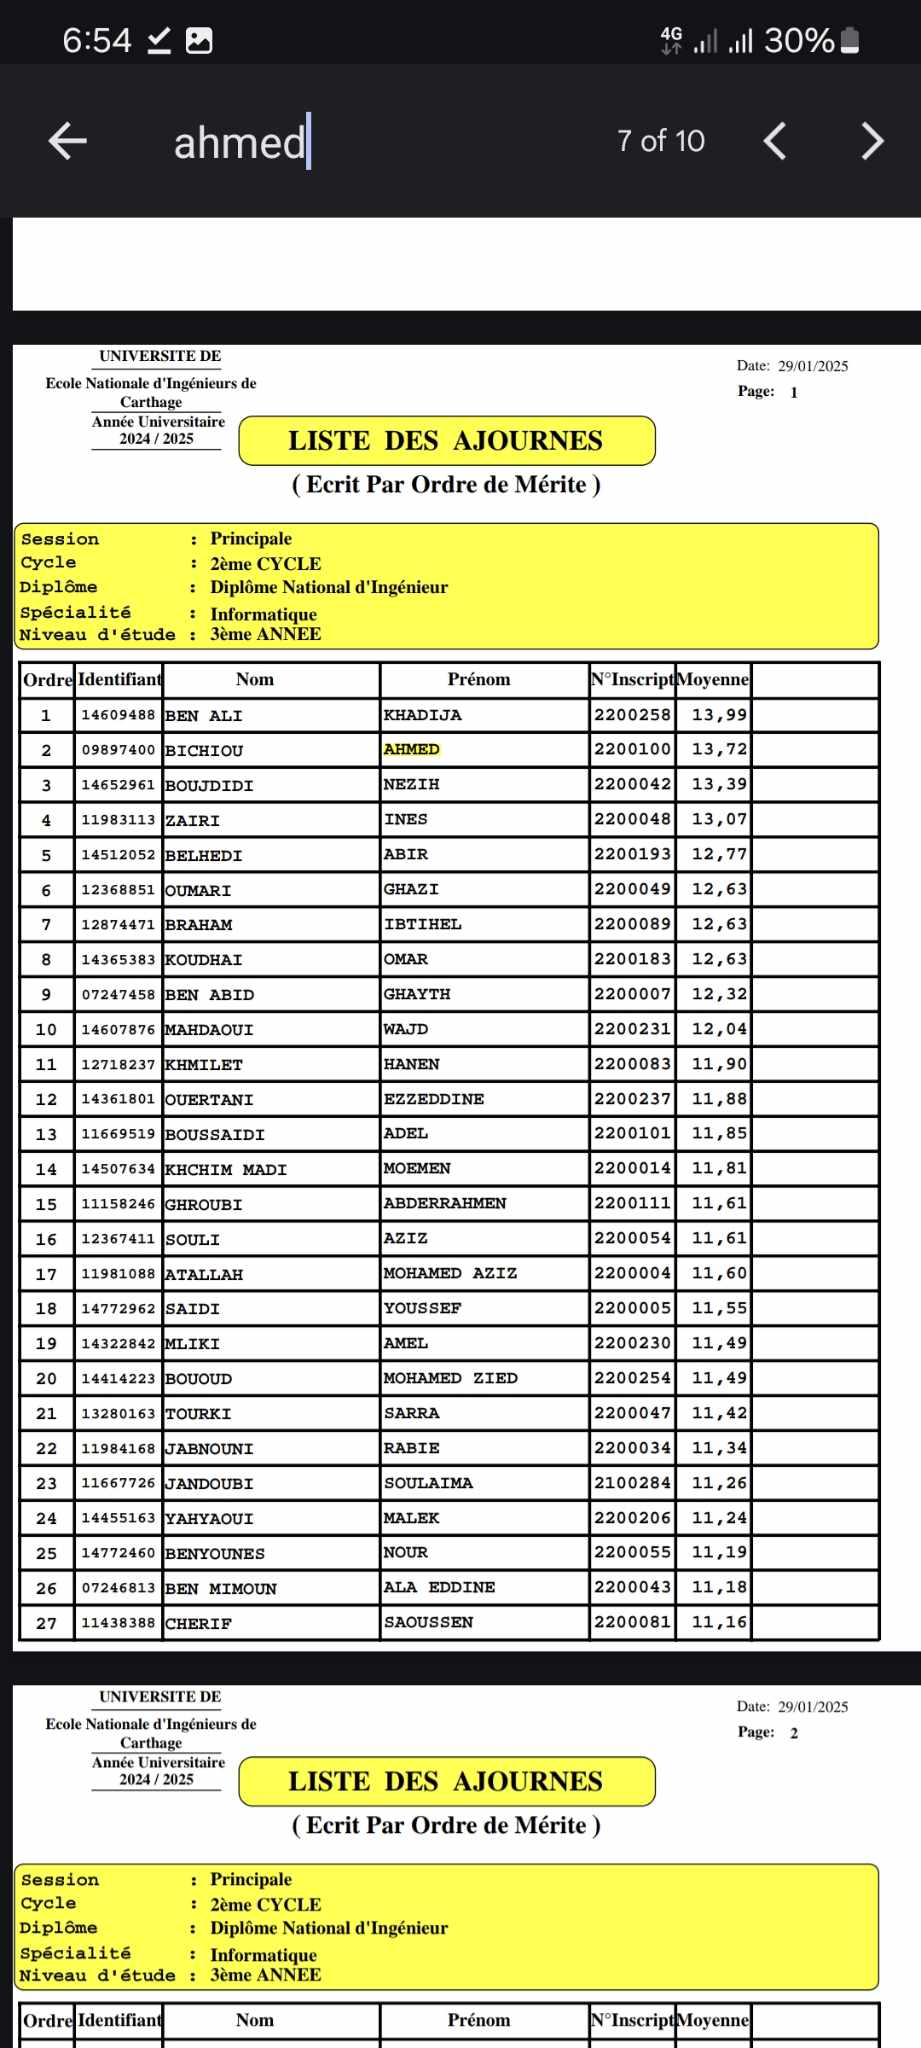 6:54
4G 30%
ahmed 7 of 10
UNIVERSITE DE
Ecole Nationale d'Ingénieurs de
Carthage
Année Universitaire
2024 / 2025
Date: 29/01/2025
Page: 1
LISTE DES AJOURNES
( Ecrit Par Ordre de Mérite )
Session : Principale
Cycle : 2ème CYCLE
Diplôme : Diplôme National d'Ingénieur
Spécialité : Informatique
Niveau d'étude : 3ème ANNEE
Ordre Identifiant Nom Prénom N°Inscript Moyenne
1 14609488 BEN ALI KHADIJA 2200258 13,99
2 09897400 BICHIOU AHMED 2200100 13,72
3 14652961 BOUJDIDI NEZIH 2200042 13,39
4 11983113 ZAIRI INES 2200048 13,07
5 14512052 BELHEDI ABIR 2200193 12,77
6 12368851 OUMARI GHAZI 2200049 12,63
7 12874471 BRAHAM IBTIHEL 2200089 12,63
8 14365383 KOUDHAI OMAR 2200183 12,63
9 07247458 BEN ABID GHAYTH 2200007 12,32
10 14607876 MAHDAOUI WAJD 2200231 12,04
11 12718237 KHMILET HANEN 2200083 11,90
12 14361801 OUERTANI EZZEDDINE 2200237 11,88
13 11669519 BOUSSAIDI ADEL 2200101 11,85
14 14507634 KHCHIM MADI MOEMEN 2200014 11,81
15 11158246 GHROUBI ABDERRAHMEN 2200111 11,61
16 12367411 SOULI AZIZ 2200054 11,61
17 11981088 ATALLAH MOHAMED AZIZ 2200004 11,60
18 14772962 SAIDI YOUSSEF 2200005 11,55
19 14322842 MLIKI AMEL 2200230 11,49
20 14414223 BOUOUD MOHAMED ZIED 2200254 11,49
21 13280163 TOURKI SARRA 2200047 11,42
22 11984168 JABNOUNI RABIE 2200034 11,34
23 11667726 JANDOUBI SOULAIMA 2100284 11,26
24 14455163 YAHYAOUI MALEK 2200206 11,24
25 14772460 BENYOUNES NOUR 2200055 11,19
26 07246813 BEN MIMOUN ALA EDDINE 2200043 11,18
27 11438388 CHERIF SAOUSSEN 2200081 11,16
UNIVERSITE DE
Ecole Nationale d'Ingénieurs de
Carthage
Année Universitaire
2024 / 2025
Date: 29/01/2025
Page: 2
LISTE DES AJOURNES
( Ecrit Par Ordre de Mérite )
Session : Principale
Cycle : 2ème CYCLE
Diplôme : Diplôme National d'Ingénieur
Spécialité : Informatique
Niveau d'étude : 3ème ANNEE
Ordre Identifiant Nom Prénom N°Inscript Moyenne